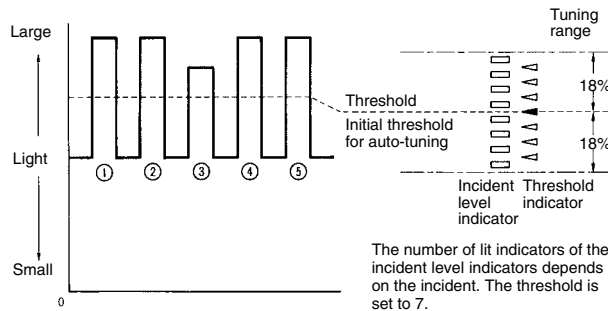 Large
Tuning
range
18%
Threshold
Initial threshold
for auto-tuning
Light
1 2 3 4 5
18%
Incident
level
indicator
Threshold
indicator
Small
0
The number of lit indicators of the
incident level indicators depends
on the incident. The threshold is
set to 7.